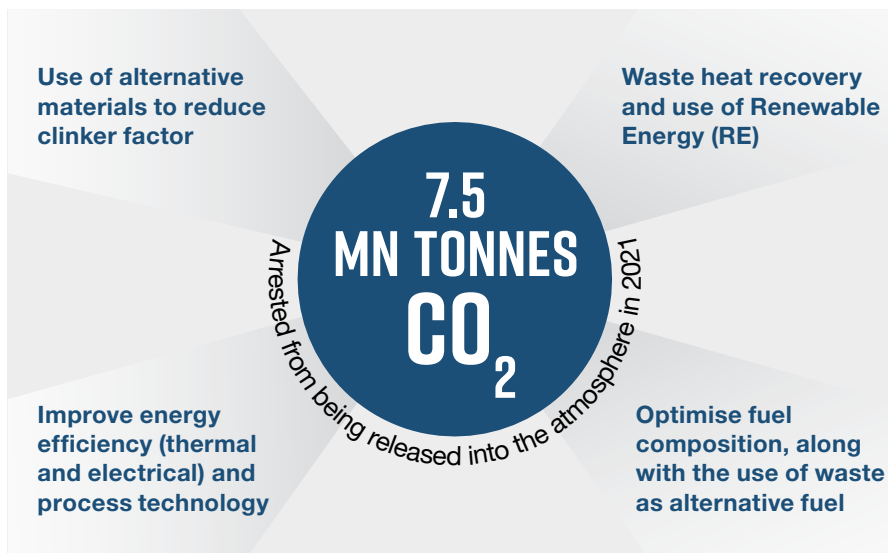 Use of alternative
materials to reduce
clinker factor
Waste heat recovery
and use of Renewable
Energy (RE)
7.5
MN TONNES
CO₂
Arrested from being released into the atmosphere in 2021
Improve energy
efficiency (thermal
and electrical) and
process technology
Optimise fuel
composition, along
with the use of waste
as alternative fuel